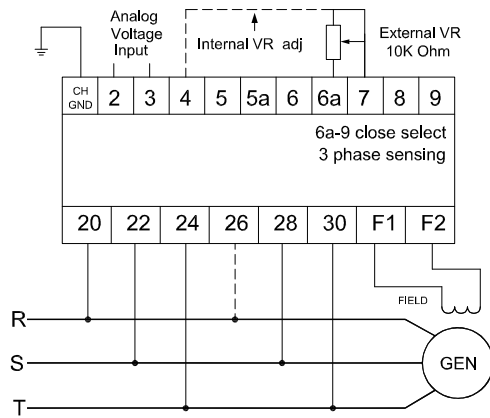 Analog
Voltage
Input
Internal VR adj
External VR
10K Ohm
CH
GND
2
3
4
5
5a
6
6a
7
8
9
6a-9 close select
3 phase sensing
20
22
24
26
28
30
F1
F2
FIELD
R
S
T
GEN